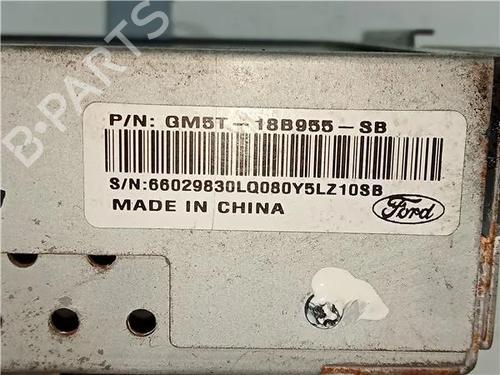 P/N: GM5T-18B955-SB
S/N:66029830LQ080Y5LZ10SB
MADE IN CHINA
Ford
B-PARTS